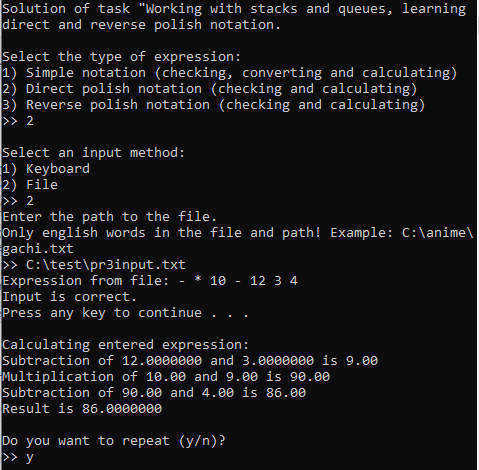 Solution of task "Working with stacks and queues, learning
direct and reverse polish notation.
Select the type of expression:
1) Simple notation (checking, converting and calculating)
2) Direct polish notation (checking and calculating)
3) Reverse polish notation (checking and calculating)
>> 2
Select an input method:
1) Keyboard
2) File
>> 2
Enter the path to the file.
Only english words in the file and path! Example: C:\anime\
gachi.txt
>> C:\test\pr3input.txt
Expression from file: - * 10 - 12 3 4
Input is correct.
Press any key to continue . . .
Calculating entered expression:
Subtraction of 12.0000000 and 3.0000000 is 9.00
Multiplication of 10.00 and 9.00 is 90.00
Subtraction of 90.00 and 4.00 is 86.00
Result is 86.0000000
Do you want to repeat (y/n)?
>> y